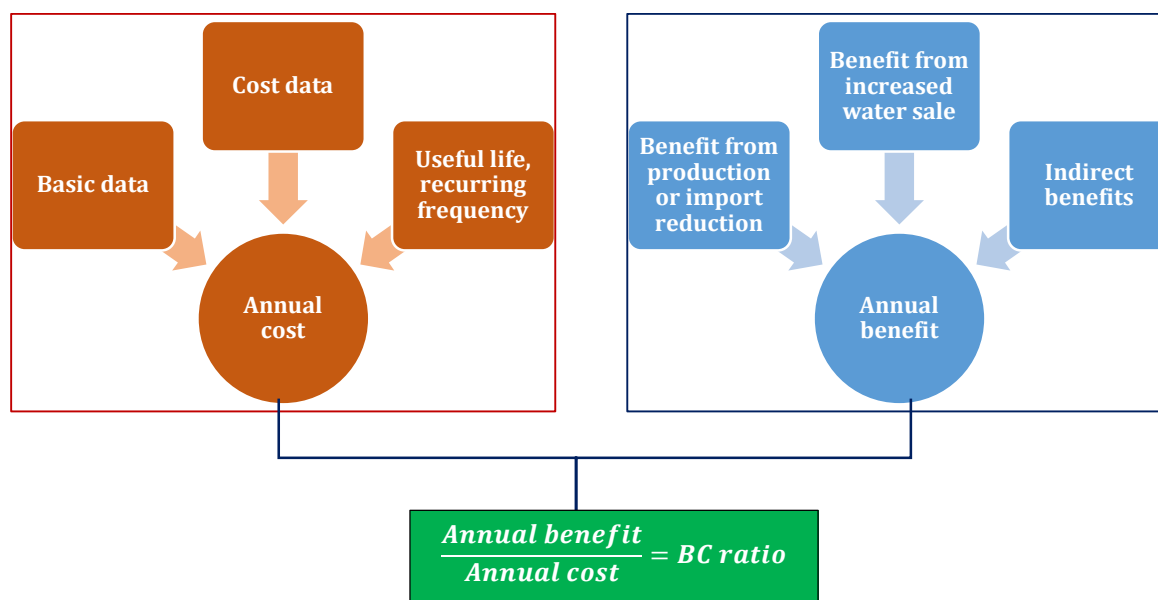 Cost data
Basic data
Useful life,
recurring
frequency
Annual
cost
Benefit from
increased
water sale
Benefit from
production
or import
reduction
Indirect
benefits
Annual
benefit
Annual benefit
Annual cost
= BC ratio